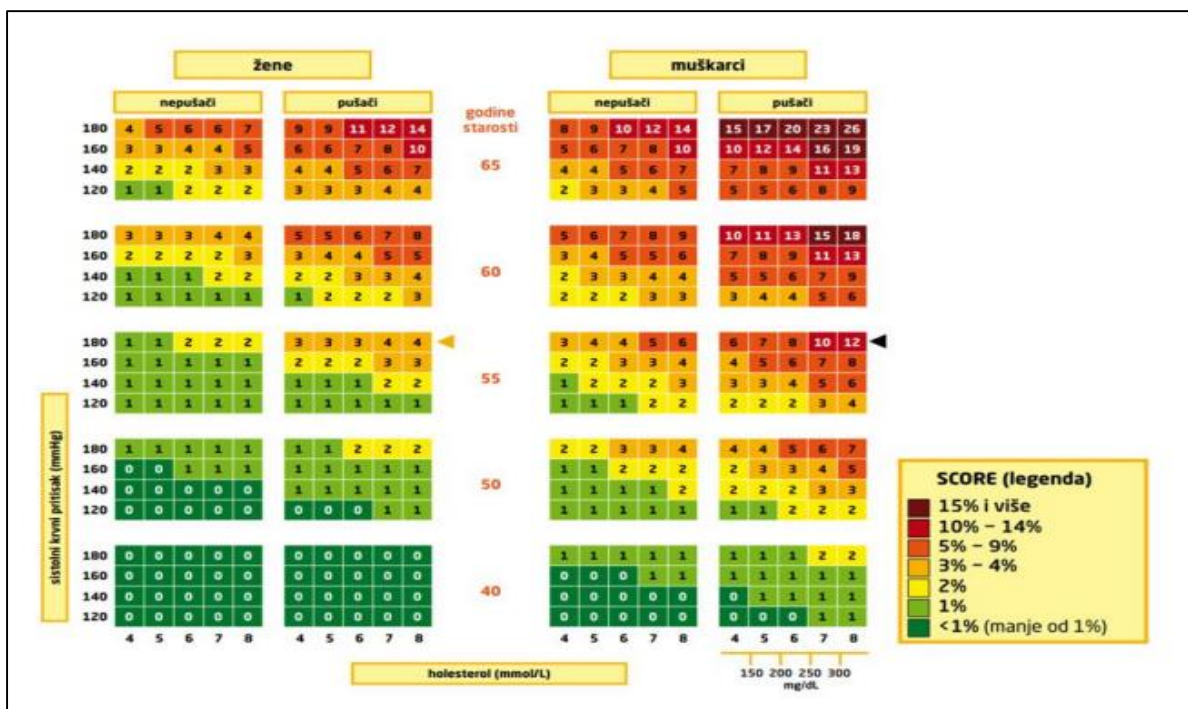 žene muškarci
nepušači pušači godine starosti nepušači pušači
180 4 5 6 6 7 9 9 11 12 14 8 9 10 12 14 15 17 20 23 26
160 3 3 4 4 5 6 6 7 8 10 65 5 6 7 8 10 10 12 14 16 19
140 2 2 2 3 3 4 4 5 6 7 4 4 5 6 7 7 8 9 11 13
120 1 1 2 2 2 3 3 3 4 4 2 3 3 4 5 5 5 6 8 9
180 3 3 3 4 4 5 5 6 7 8 5 6 7 8 9 10 11 13 15 18
160 2 2 2 2 3 3 4 4 5 5 60 3 4 5 5 6 7 8 9 11 13
140 1 1 1 2 2 2 2 3 3 4 2 3 3 4 4 5 5 6 7 9
120 1 1 1 1 1 1 2 2 2 3 2 2 2 3 3 3 4 4 5 6
180 1 1 2 2 2 3 3 3 4 4 3 4 4 5 6 6 7 8 10 12
160 1 1 1 1 1 2 2 2 3 3 55 2 2 3 3 4 4 5 6 7 8
140 1 1 1 1 1 1 1 1 2 2 1 2 2 2 3 3 3 4 5 6
120 1 1 1 1 1 1 1 1 1 1 1 1 1 2 2 2 2 2 3 4
180 1 1 1 1 1 1 1 2 2 2 2 2 3 3 4 4 4 5 6 7
160 0 0 1 1 1 1 1 1 1 1 50 1 1 2 2 2 2 3 3 4 5
140 0 0 0 0 0 1 1 1 1 1 1 1 1 1 2 2 2 2 3 3
120 0 0 0 0 0 0 0 0 1 1 1 1 1 1 1 1 1 2 2 2
180 0 0 0 0 0 0 0 0 0 0 1 1 1 1 1 1 1 1 2 2
160 0 0 0 0 0 0 0 0 0 0 40 0 0 0 1 1 1 1 1 1 1
140 0 0 0 0 0 0 0 0 0 0 0 0 0 0 0 0 1 1 1 1
120 0 0 0 0 0 0 0 0 0 0 0 0 0 0 0 0 0 0 1 1
4 5 6 7 8 4 5 6 7 8 4 5 6 7 8 4 5 6 7 8
sistolni krvni pritisak (mmHg)
holesterol (mmol/L)
150 200 250 300
mg/dL
SCORE (legenda)
15% i više
10% – 14%
5% – 9%
3% – 4%
2%
1%
<1% (manje od 1%)